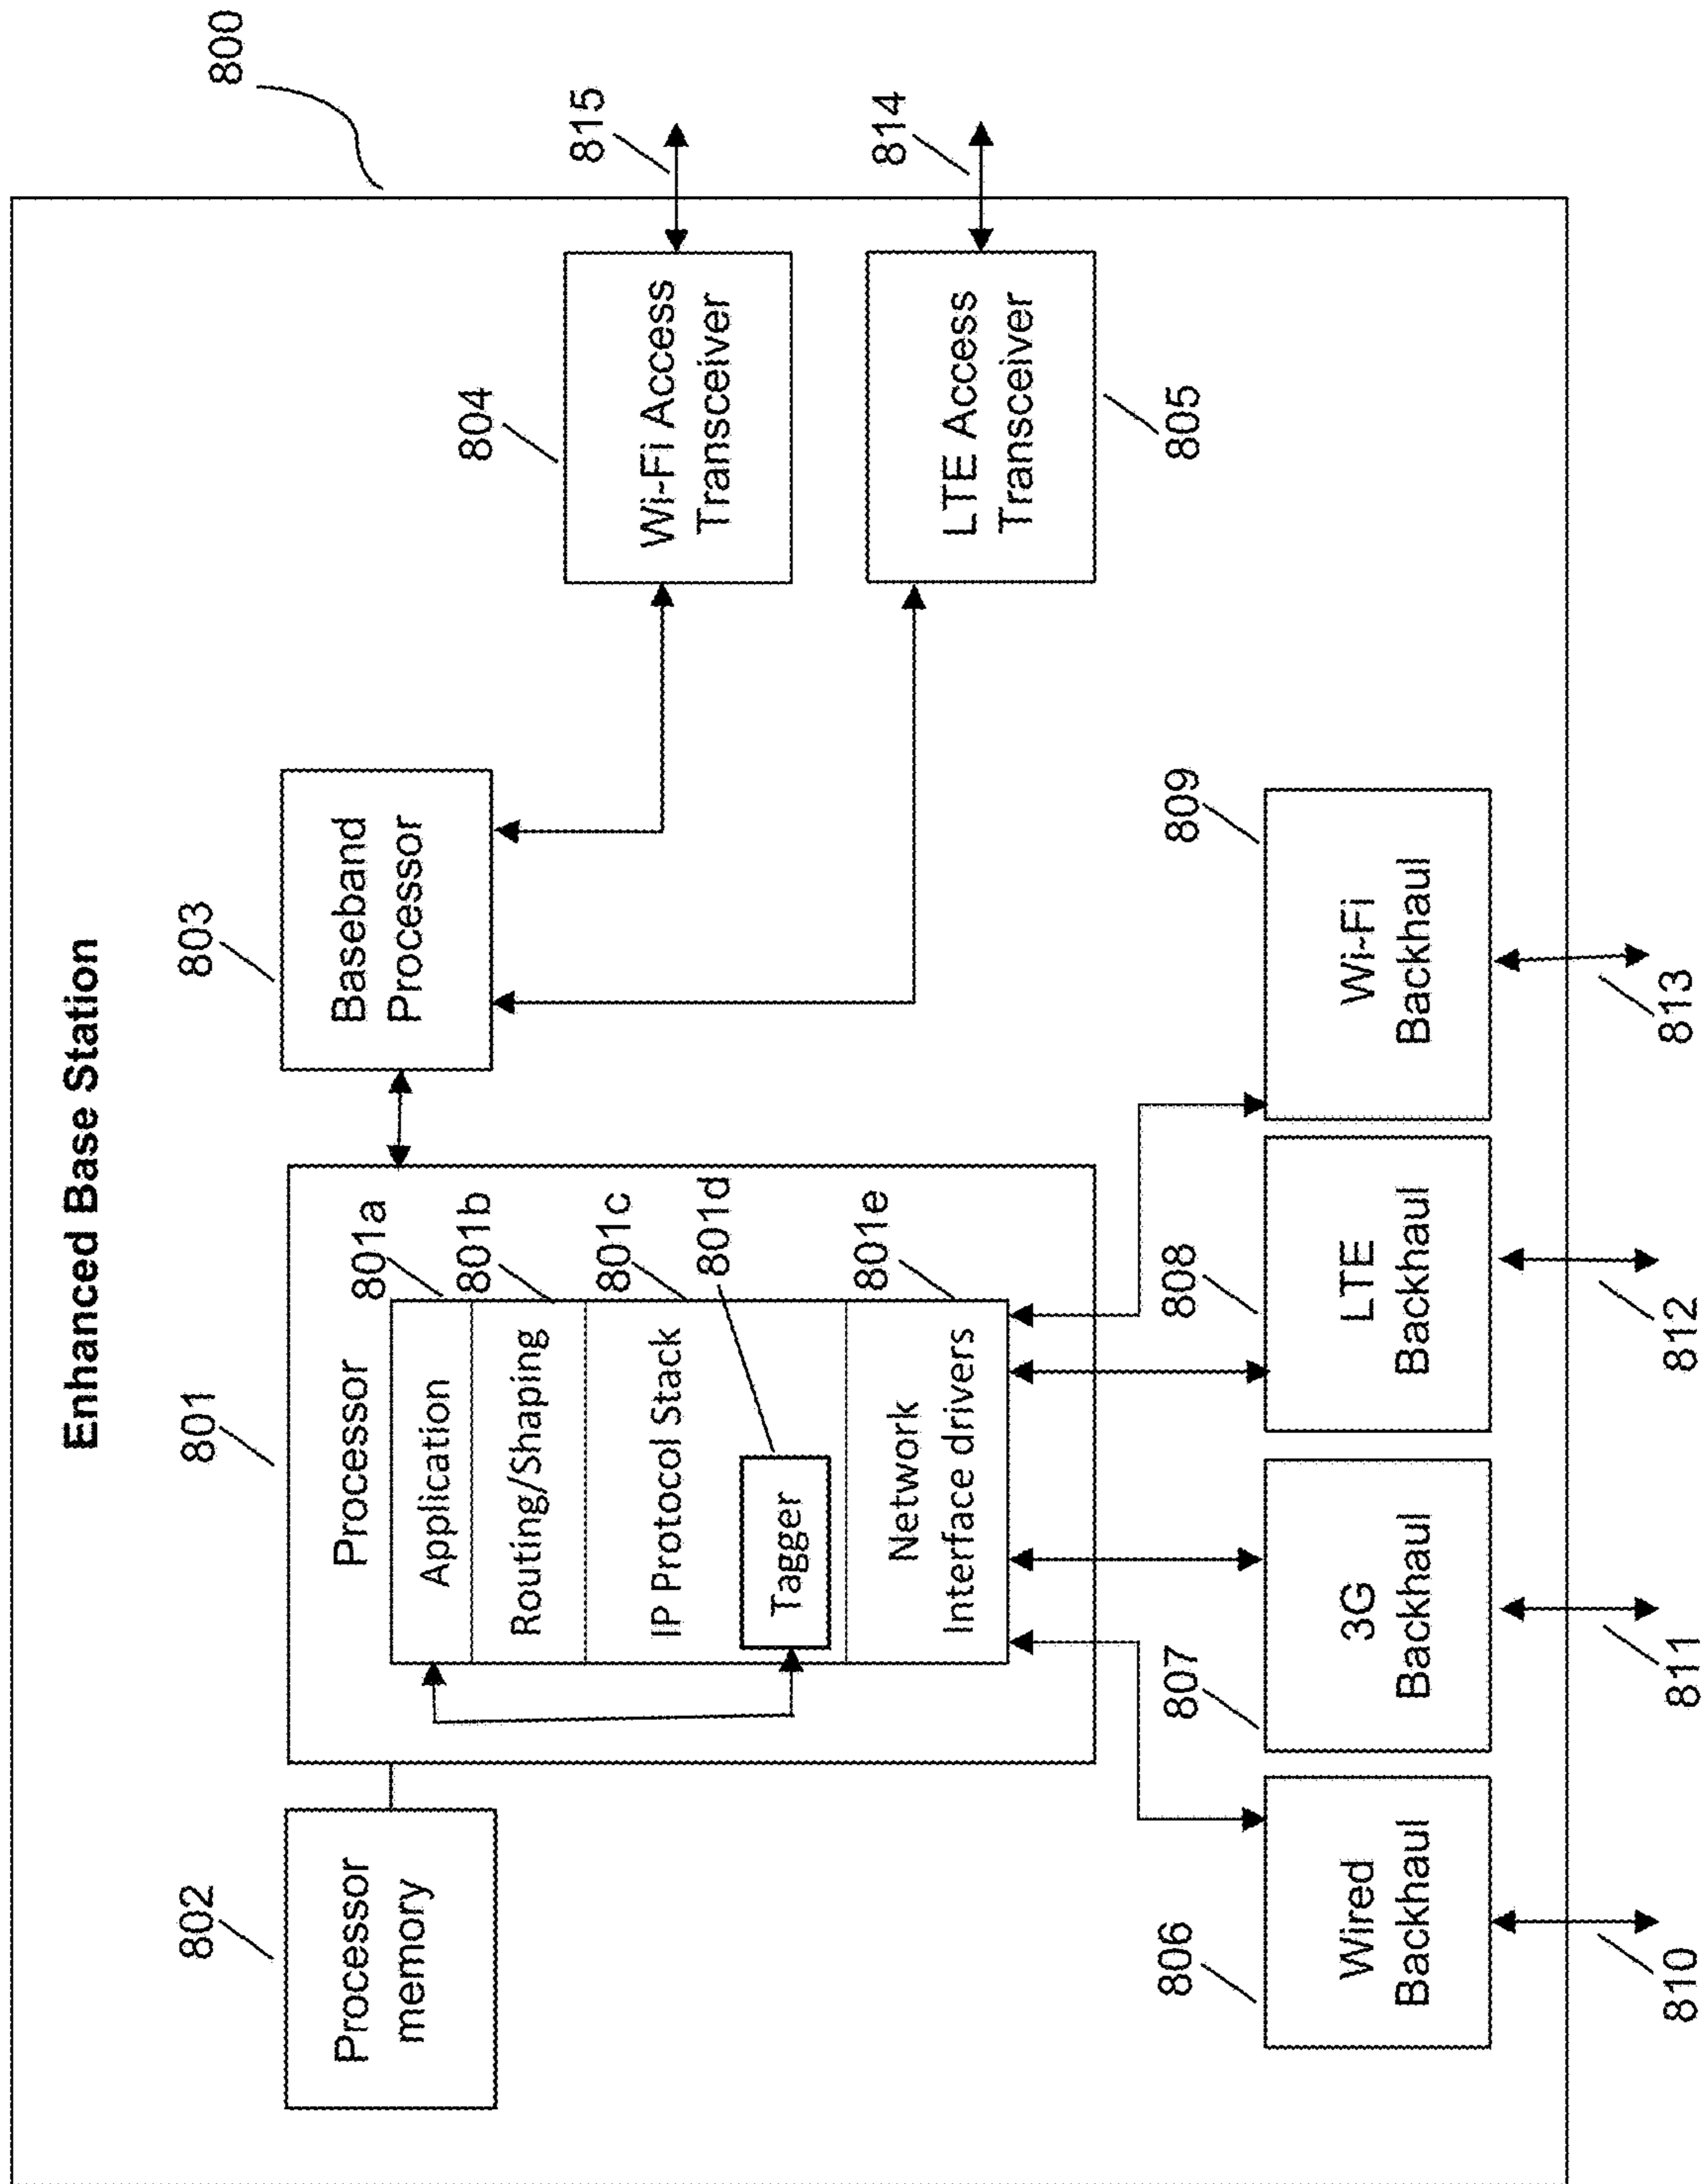 Enhanced Base Station
800
801
802
803
Processor
memory
Processor
801a
Application
801b
Routing/Shaping
801c
IP Protocol Stack
801d
Tagger
801e
Network
Interface drivers
Baseband
Processor
804
Wi-Fi Access
Transceiver
815
805
LTE Access
Transceiver
814
806
Wired
Backhaul
807
3G
Backhaul
808
LTE
Backhaul
809
Wi-Fi
Backhaul
810
811
812
813